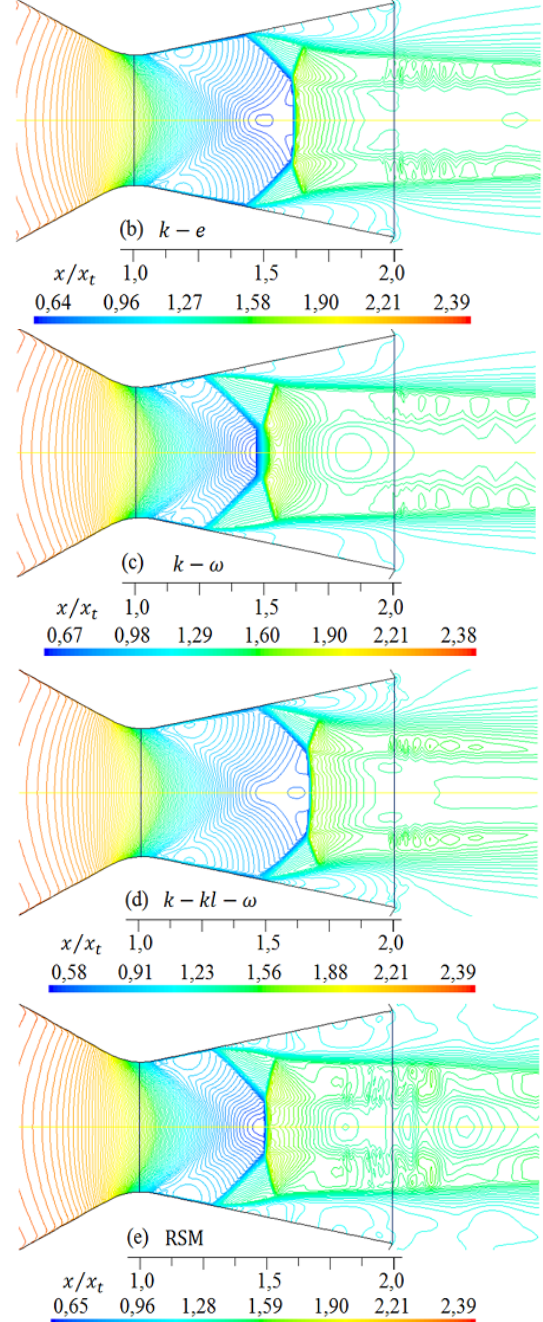 (b) k − e
x/x_t 1,0 1,5 2,0
0,64 0,96 1,27 1,58 1,90 2,21 2,39
(c) k − ω
x/x_t 1,0 1,5 2,0
0,67 0,98 1,29 1,60 1,90 2,21 2,38
(d) k − kl − ω
x/x_t 1,0 1,5 2,0
0,58 0,91 1,23 1,56 1,88 2,21 2,39
(e) RSM
x/x_t 1,0 1,5 2,0
0,65 0,96 1,28 1,59 1,90 2,21 2,39